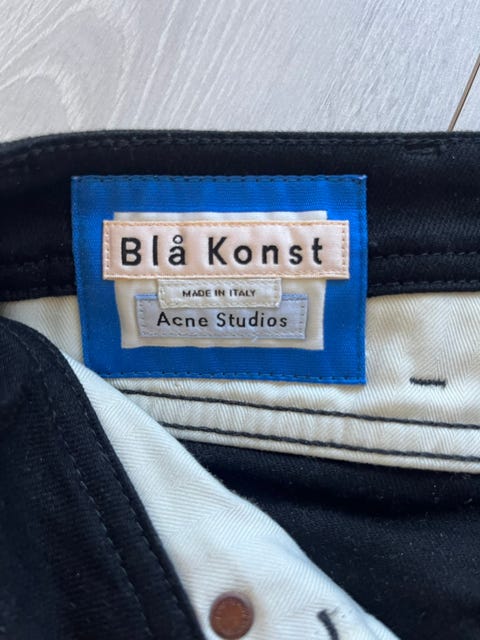 Blå Konst
MADE IN ITALY
Acne Studios